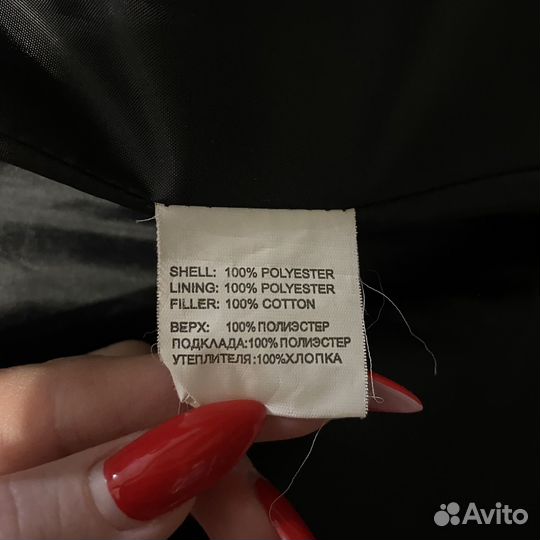 SHELL: 100% POLYESTER
LINING: 100% POLYESTER
FILLER: 100% COTTON
ВЕРХ: 100% ПОЛИЭСТЕР
ПОДКЛАДА:100% ПОЛИЭСТЕР
УТЕПЛИТЕЛЯ:100%ХЛОПКА
Avito